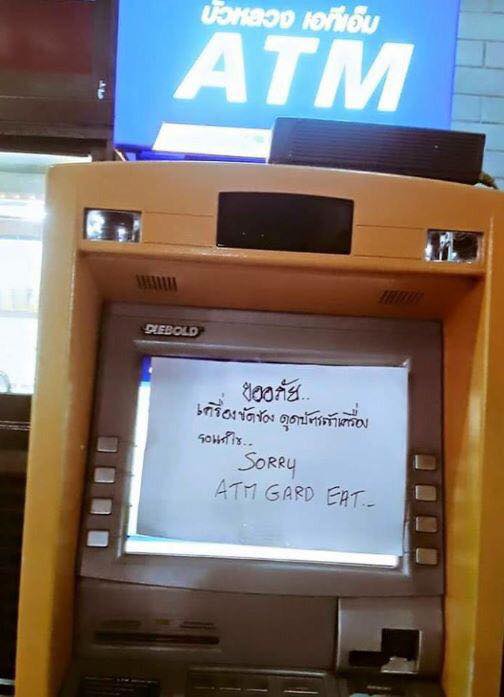 บัวหลวง เอทีเอ็ม
ATM
DIEBOLD
ขออภัย..
เครื่องขัดข้อง ดูดบัตรเข้าเครื่อง
รอแก้ไข..
SORRY
ATM GARD EAT..